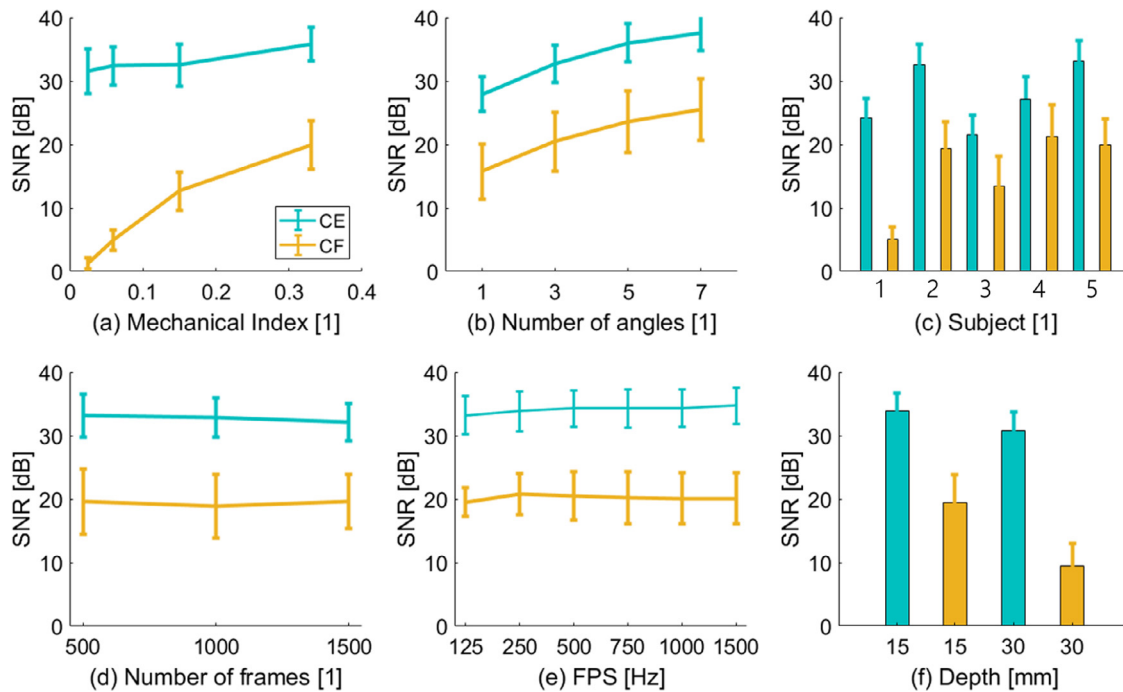 40
30
20
10
0
SNR [dB]
CE
CF
0 0.1 0.2 0.3 0.4
(a) Mechanical Index [1]
40
30
20
10
0
SNR [dB]
1 3 5 7
(b) Number of angles [1]
40
30
20
10
0
SNR [dB]
1 2 3 4 5
(c) Subject [1]
40
30
20
10
0
SNR [dB]
500 1000 1500
(d) Number of frames [1]
40
30
20
10
0
SNR [dB]
125 250 500 750 1000 1500
(e) FPS [Hz]
40
30
20
10
0
SNR [dB]
15 15 30 30
(f) Depth [mm]